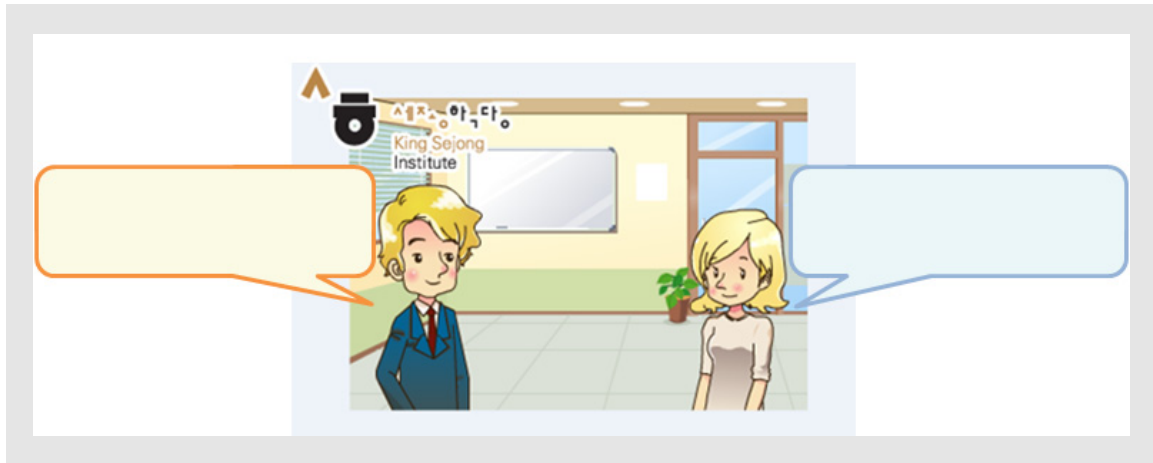 세종학당
King Sejong
Institute